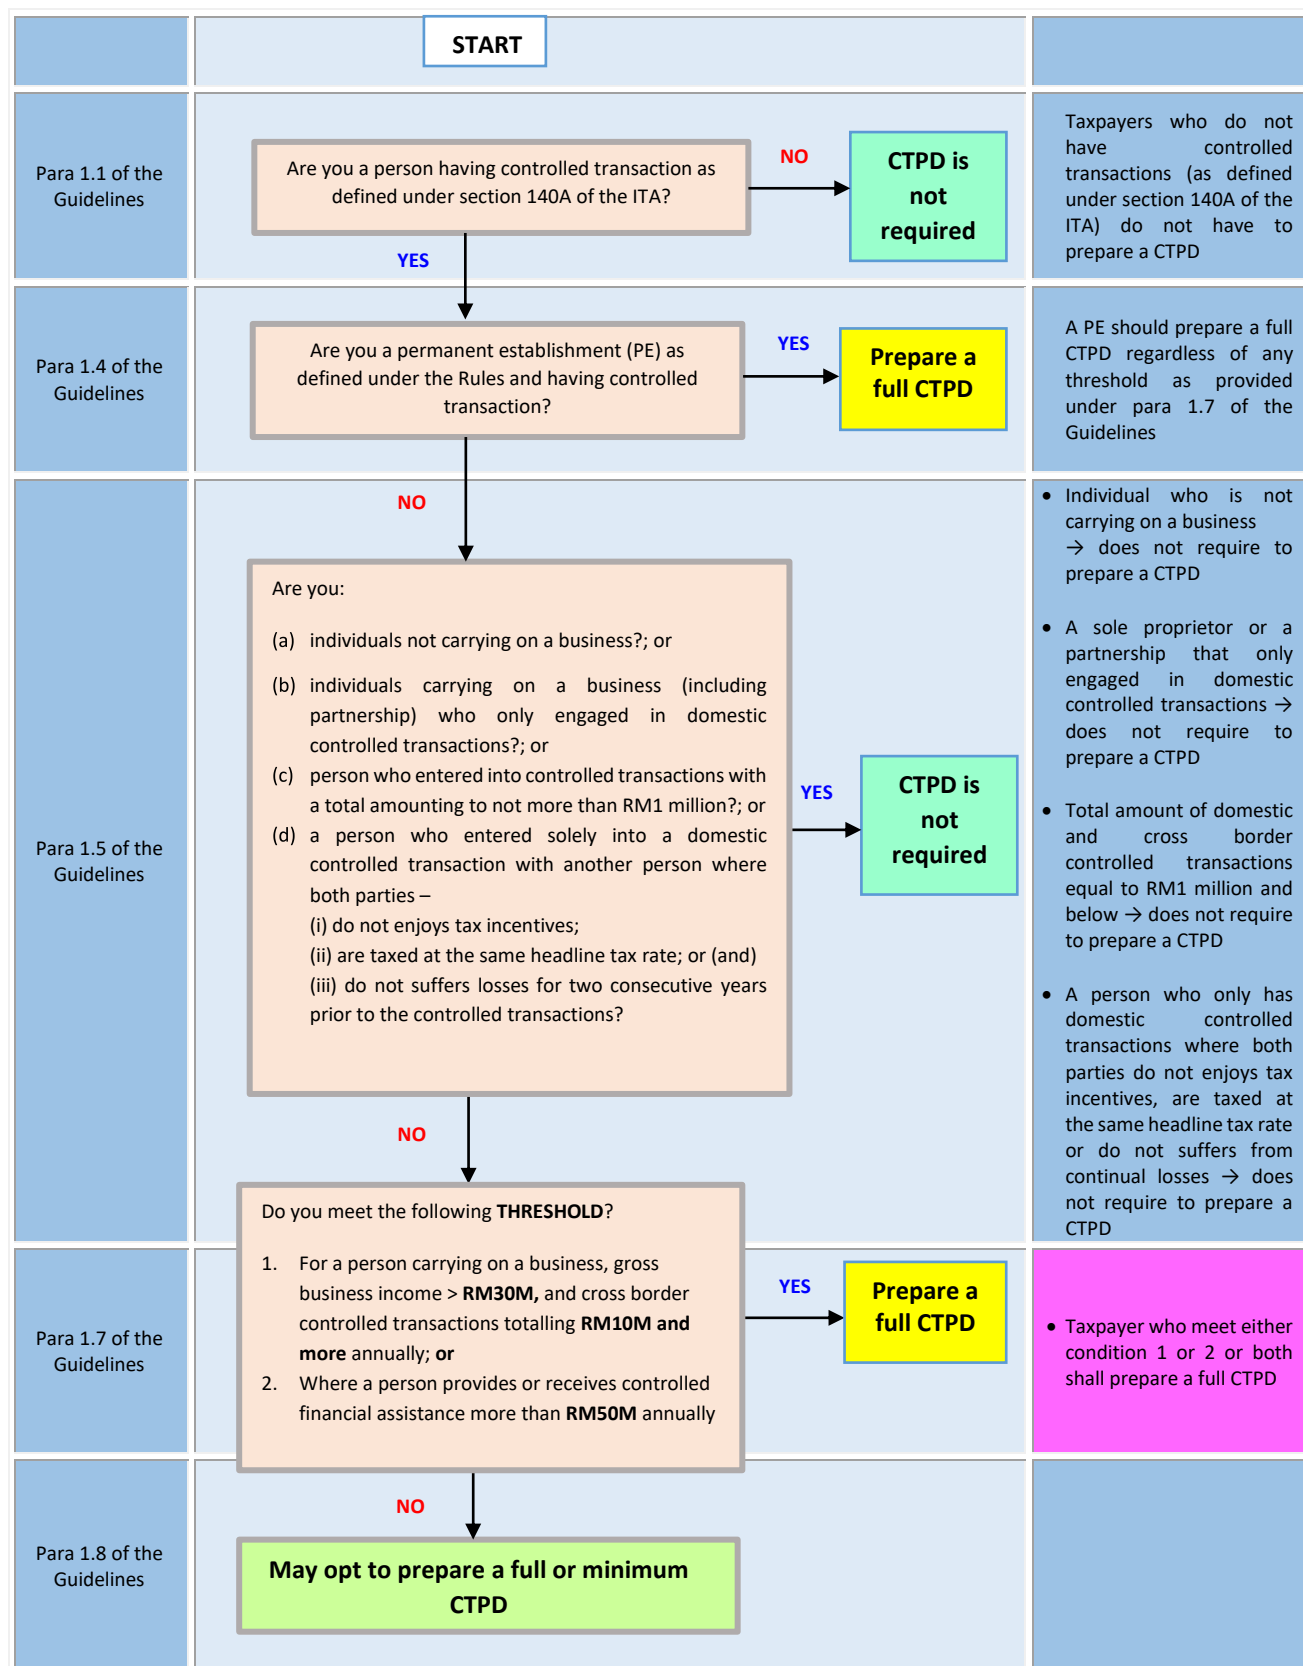 START
Para 1.1 of the
Guidelines
Are you a person having controlled transaction as
defined under section 140A of the ITA?
NO
CTPD is
not
required
Taxpayers who do not
have controlled
transactions (as defined
under section 140A of the
ITA) do not have to
prepare a CTPD
YES
Para 1.4 of the
Guidelines
Are you a permanent establishment (PE) as
defined under the Rules and having controlled
transaction?
YES
Prepare a
full CTPD
A PE should prepare a full
CTPD regardless of any
threshold as provided
under para 1.7 of the
Guidelines
NO
Para 1.5 of the
Guidelines
Are you:
(a) individuals not carrying on a business?; or
(b) individuals carrying on a business (including
partnership) who only engaged in domestic
controlled transactions?; or
(c) person who entered into controlled transactions with
a total amounting to not more than RM1 million?; or
(d) a person who entered solely into a domestic
controlled transaction with another person where
both parties –
(i) do not enjoys tax incentives;
(ii) are taxed at the same headline tax rate; or (and)
(iii) do not suffers losses for two consecutive years
prior to the controlled transactions?
YES
CTPD is
not
required
• Individual who is not
carrying on a business
→ does not require to
prepare a CTPD
• A sole proprietor or a
partnership that only
engaged in domestic
controlled transactions →
does not require to
prepare a CTPD
• Total amount of domestic
and cross border
controlled transactions
equal to RM1 million and
below → does not require
to prepare a CTPD
• A person who only has
domestic controlled
transactions where both
parties do not enjoys tax
incentives, are taxed at
the same headline tax rate
or do not suffers from
continual losses → does
not require to prepare a
CTPD
NO
Do you meet the following THRESHOLD?
Para 1.7 of the
Guidelines
1. For a person carrying on a business, gross
business income > RM30M, and cross border
controlled transactions totalling RM10M and
more annually; or
2. Where a person provides or receives controlled
financial assistance more than RM50M annually
YES
Prepare a
full CTPD
• Taxpayer who meet either
condition 1 or 2 or both
shall prepare a full CTPD
NO
Para 1.8 of the
Guidelines
May opt to prepare a full or minimum
CTPD